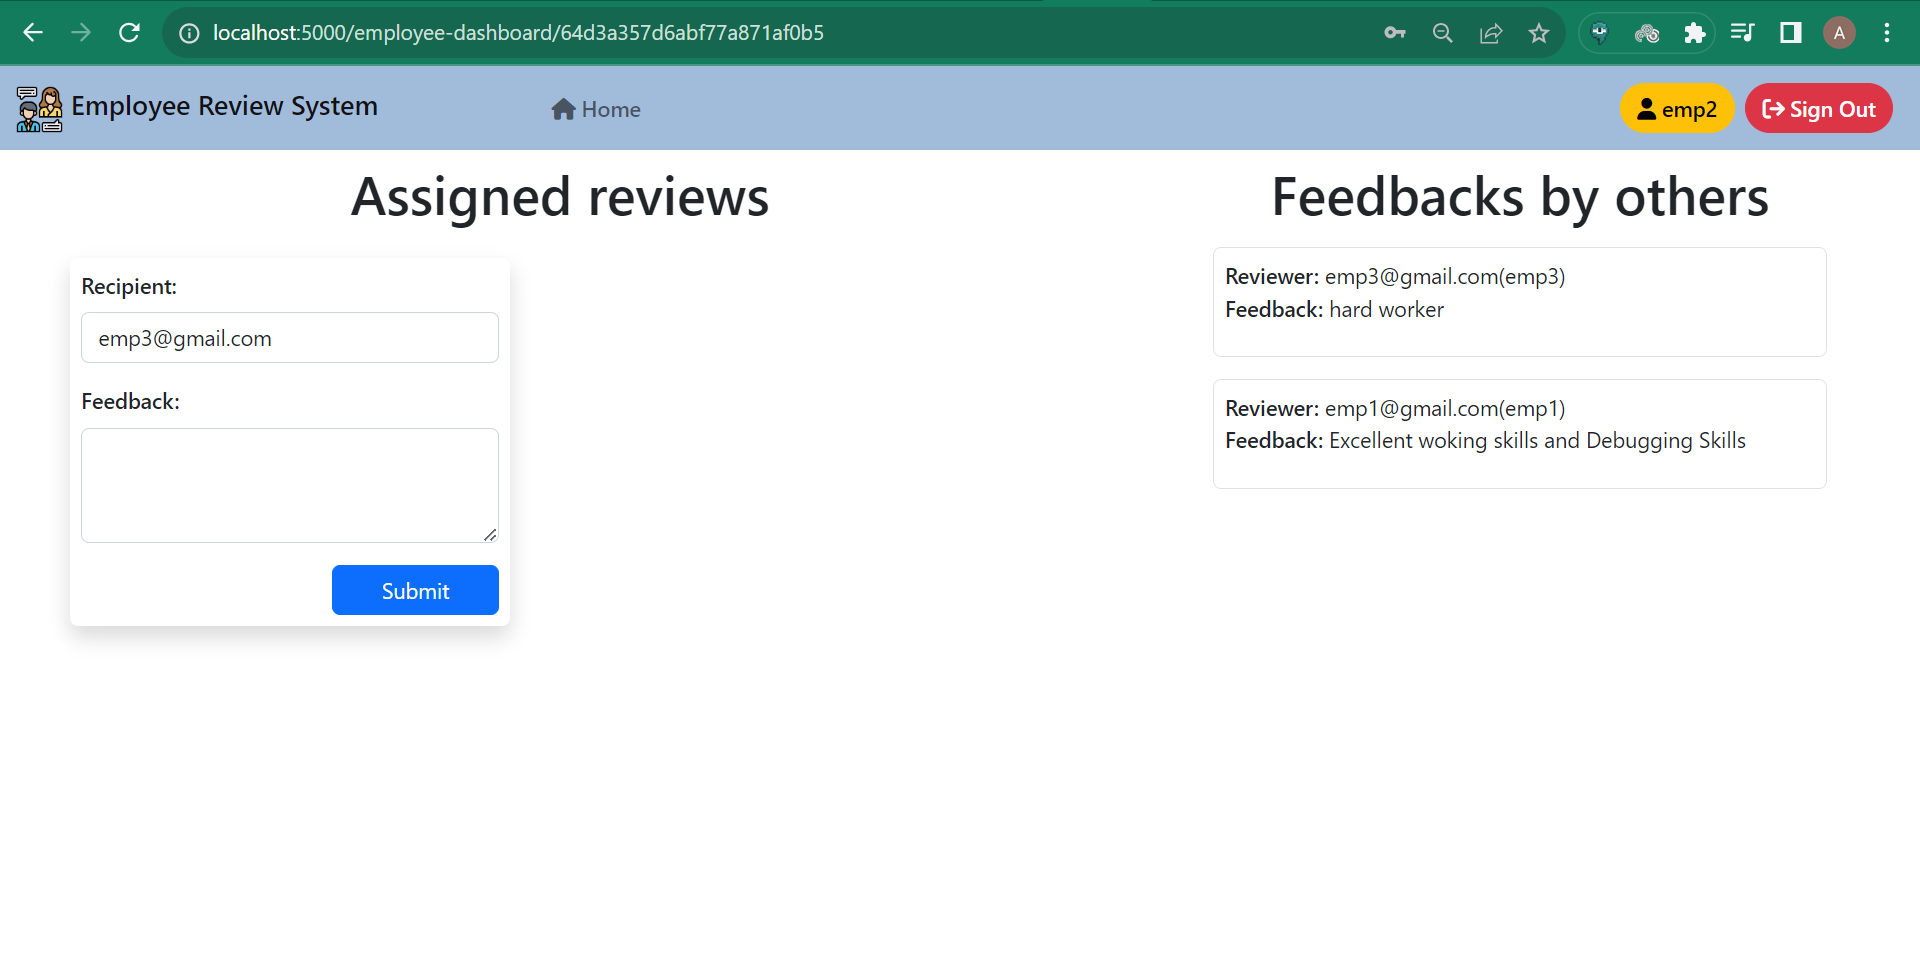 localhost:5000/employee-dashboard/64d3a357d6abf77a871af0b5
A
Employee Review System
Home
emp2
Sign Out
Assigned reviews
Recipient:
emp3@gmail.com
Feedback:
Submit
Feedbacks by others
Reviewer: emp3@gmail.com(emp3)
Feedback: hard worker
Reviewer: emp1@gmail.com(emp1)
Feedback: Excellent woking skills and Debugging Skills